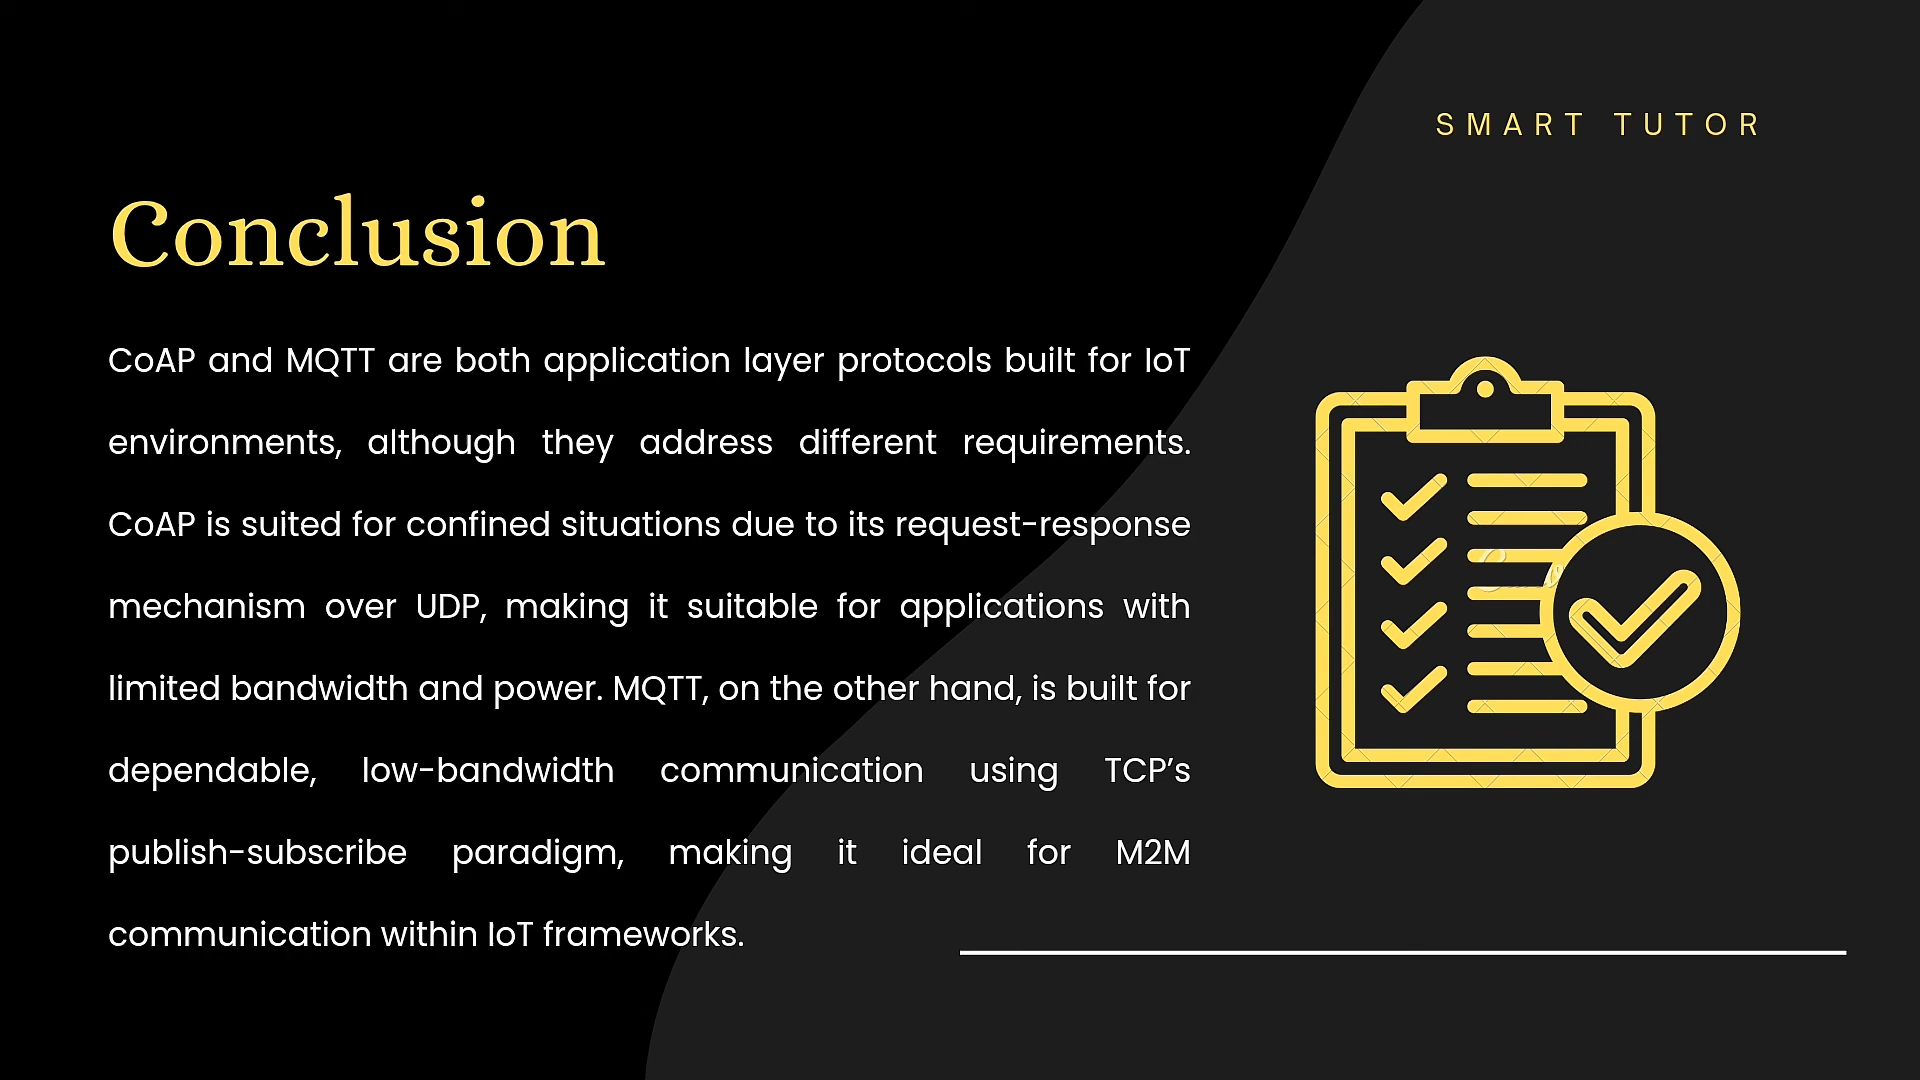 SMART TUTOR
Conclusion
CoAP and MQTT are both application layer protocols built for IoT
environments, although they address different requirements.
CoAP is suited for confined situations due to its request-response
mechanism over UDP, making it suitable for applications with
limited bandwidth and power. MQTT, on the other hand, is built for
dependable, low-bandwidth communication using TCP’s
publish-subscribe paradigm, making it ideal for M2M
communication within IoT frameworks.